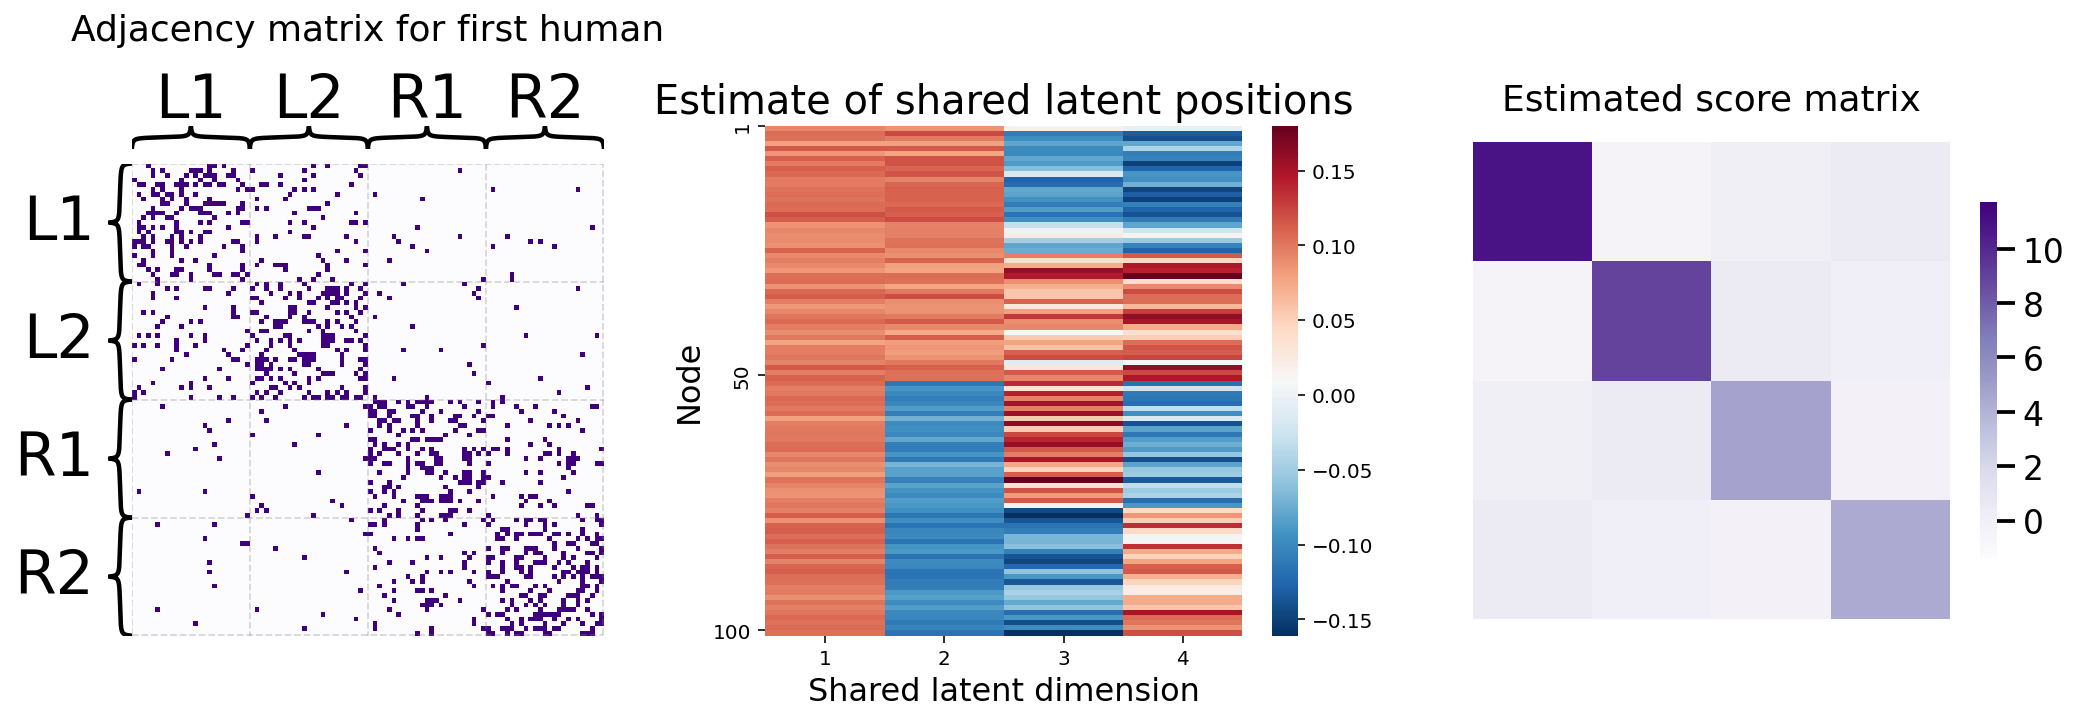 Adjacency matrix for first human
L1 L2 R1 R2
L1
L2
R1
R2
Estimate of shared latent positions
Node
1
50
100
1 2 3 4
Shared latent dimension
0.15
0.10
0.05
0.00
−0.05
−0.10
−0.15
Estimated score matrix
10
8
6
4
2
0